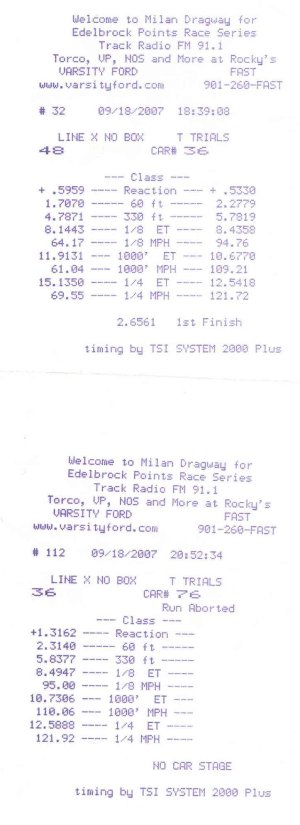 Welcome to Milan Dragway for
Edelbrock Points Race Series
Track Radio FM 91.1
Torco, VP, NOS and More at Rocky's
VARSITY FORD FAST
www.varsityford.com 901-260-FAST
# 32 09/18/2007 18:39:08
LINE X NO BOX T TRIALS
48 CAR# 36
--- Class ---
+ .5959 ---- Reaction --- + .5330
1.7070 ----- 60 ft ----- 2.2779
4.7871 ---- 330 ft ----- 5.7819
8.1443 ---- 1/8 ET ---- 8.4358
64.17 ---- 1/8 MPH ---- 94.76
11.9131 --- 1000' ET --- 10.6770
61.04 --- 1000' MPH --- 109.21
15.1350 ---- 1/4 ET ---- 12.5418
69.55 ---- 1/4 MPH ---- 121.72
2.6561 1st Finish
timing by TSI SYSTEM 2000 Plus
Welcome to Milan Dragway for
Edelbrock Points Race Series
Track Radio FM 91.1
Torco, VP, NOS and More at Rocky's
VARSITY FORD FAST
www.varsityford.com 901-260-FAST
# 112 09/18/2007 20:52:34
LINE X NO BOX T TRIALS
36 CAR# 76
Run Aborted
--- Class ---
+1.3162 ---- Reaction ---
2.3140 ----- 60 ft -----
5.8377 ---- 330 ft -----
8.4947 ---- 1/8 ET ----
95.00 ---- 1/8 MPH ----
10.7306 --- 1000' ET ---
110.06 --- 1000' MPH ---
12.5888 ---- 1/4 ET ----
121.92 ---- 1/4 MPH ----
NO CAR STAGE
timing by TSI SYSTEM 2000 Plus